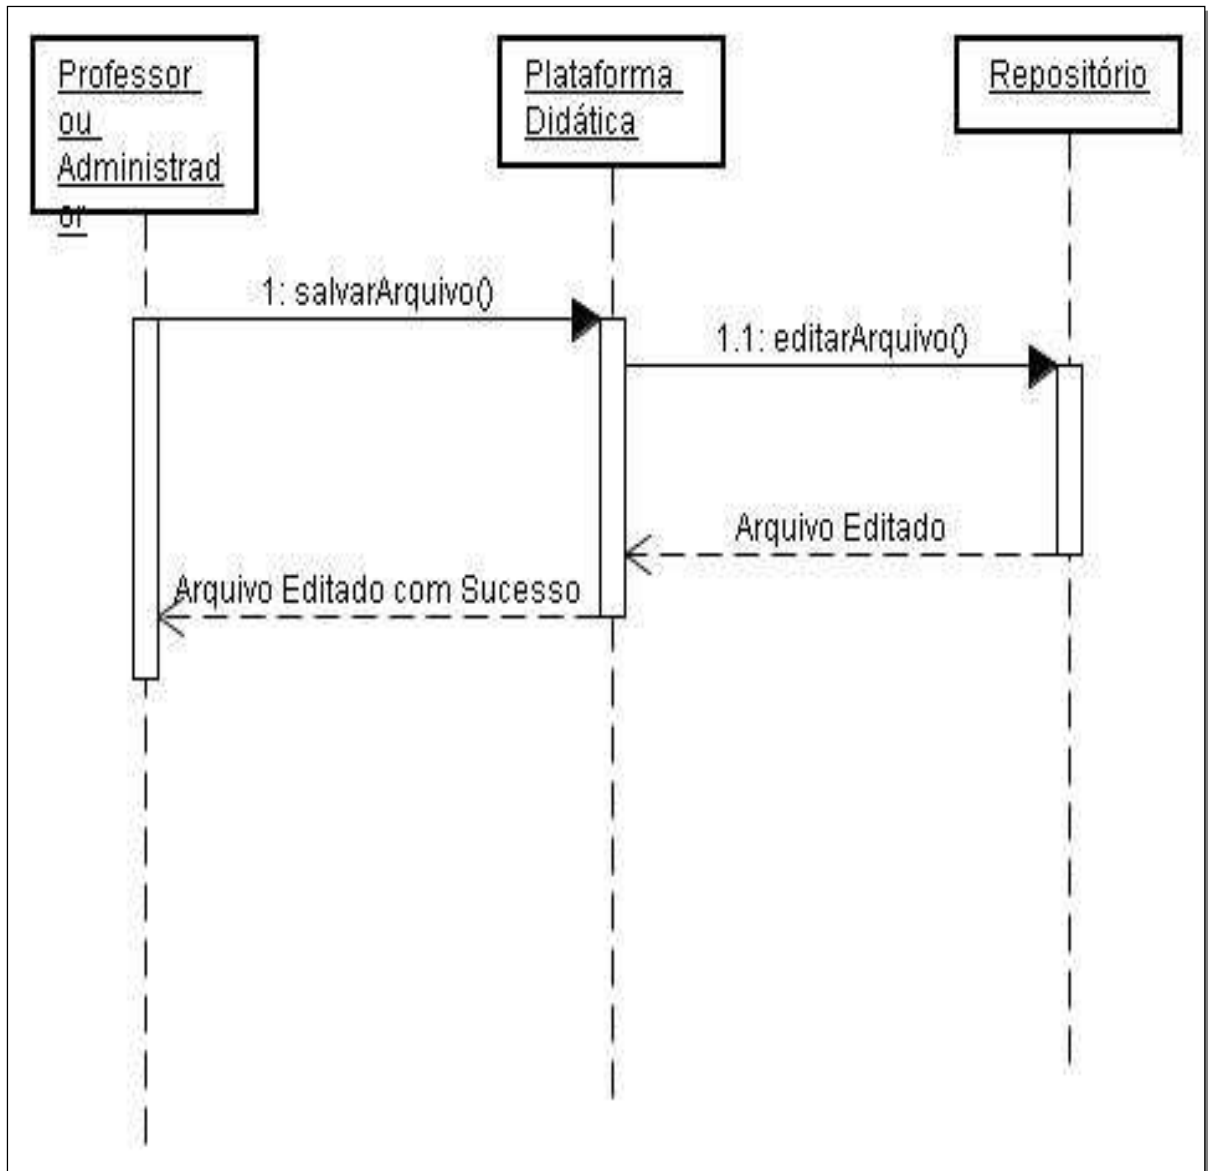 Professor
ou
Administrad
or
Plataforma
Didática
Repositório
1: salvarArquivo()
1.1: editarArquivo()
Arquivo Editado
Arquivo Editado com Sucesso